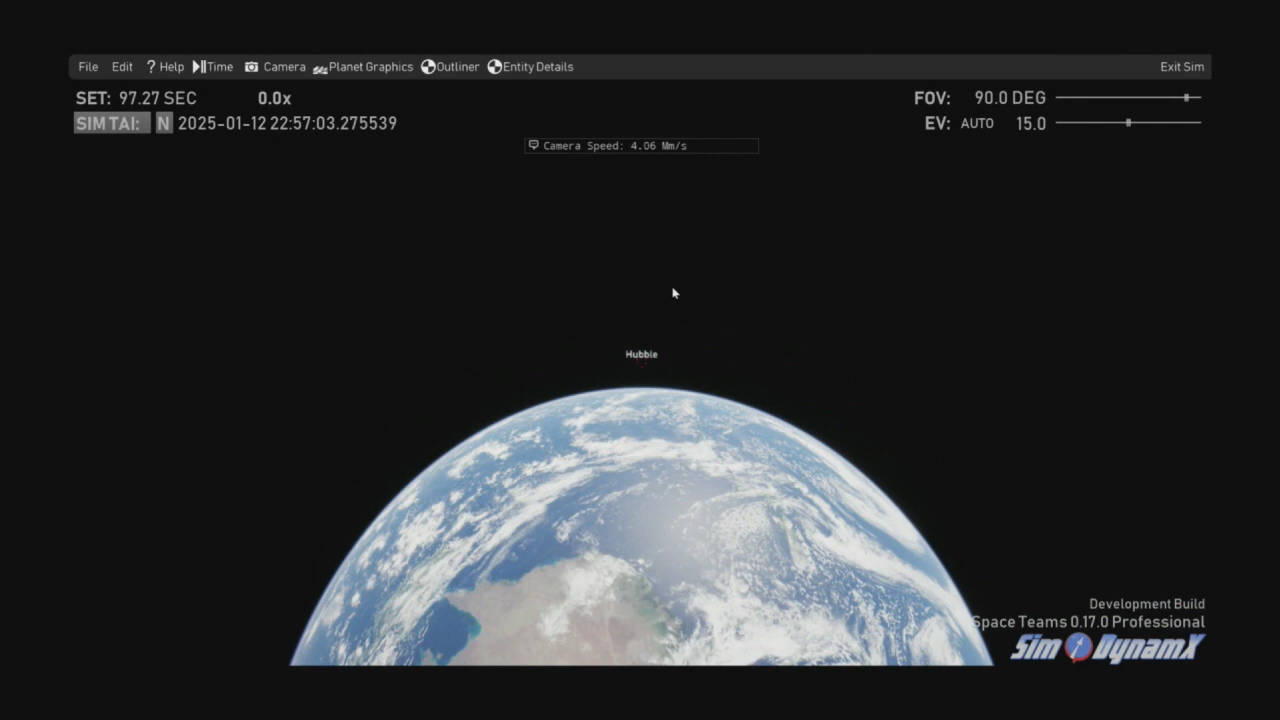 File Edit ? Help Time Camera Planet Graphics Outliner Entity Details Exit Sim
SET: 97.27 SEC 0.0x
FOV: 90.0 DEG
SIM TAI: N 2025-01-12 22:57:03.275539
EV: AUTO 15.0
Camera Speed: 4.06 Mm/s
Hubble
Development Build
Space Teams 0.17.0 Professional
Sim DynamX